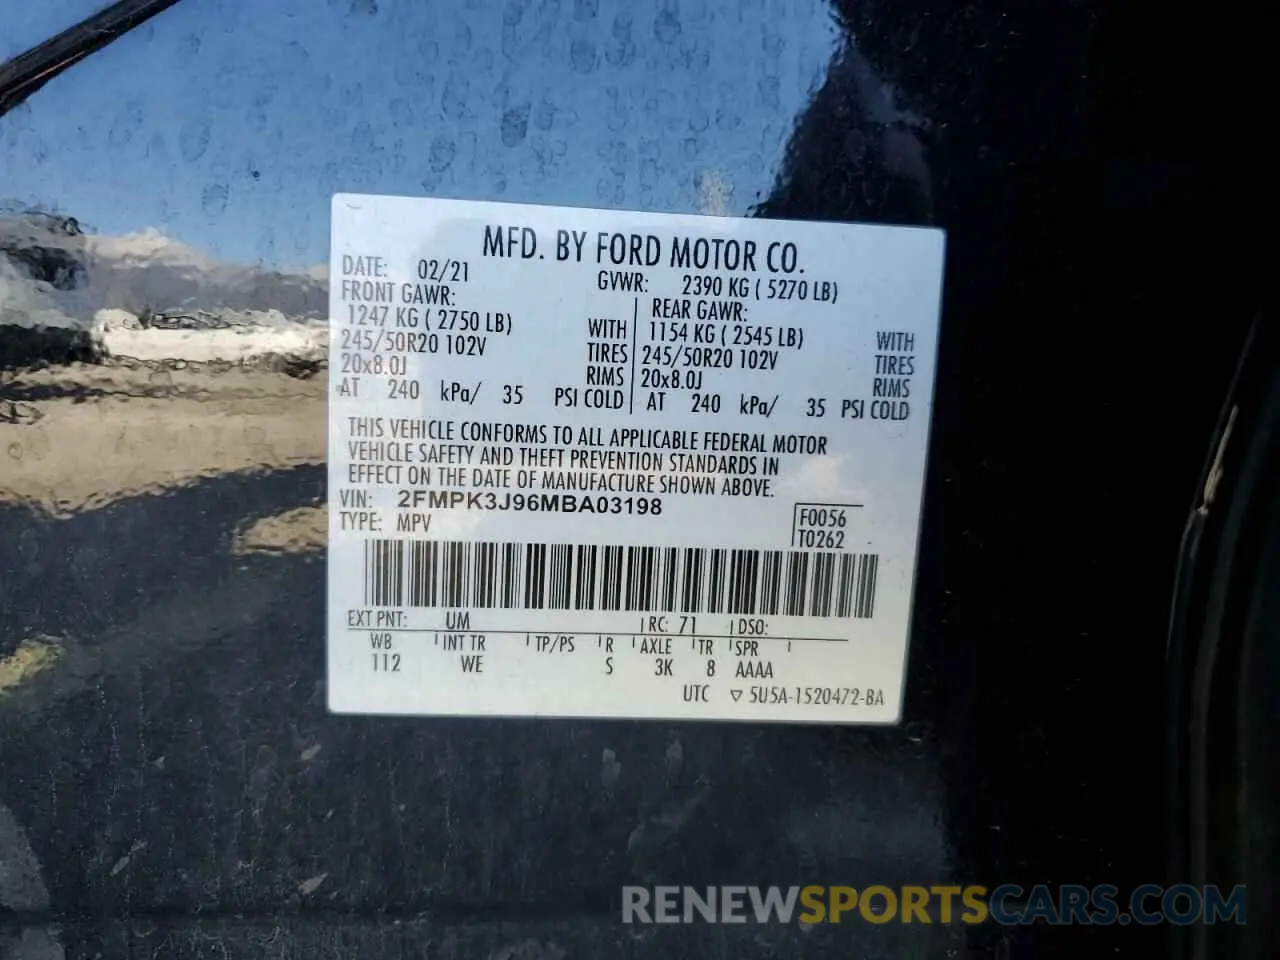 MFD. BY FORD MOTOR CO.
DATE: 02/21 GVWR: 2390 KG ( 5270 LB)
FRONT GAWR: REAR GAWR:
1247 KG ( 2750 LB) WITH 1154 KG ( 2545 LB) WITH
245/50R20 102V TIRES 245/50R20 102V TIRES
20x8.0J RIMS 20x8.0J RIMS
AT 240 kPa/ 35 PSI COLD AT 240 kPa/ 35 PSI COLD
THIS VEHICLE CONFORMS TO ALL APPLICABLE FEDERAL MOTOR
VEHICLE SAFETY AND THEFT PREVENTION STANDARDS IN
EFFECT ON THE DATE OF MANUFACTURE SHOWN ABOVE.
VIN: 2FMPK3J96MBA03198 F0056
TYPE: MPV T0262
EXT PNT: UM RC: 71 DSO:
WB INT TR TP/PS R AXLE TR SPR
112 WE S 3K 8 AAAA
UTC ▽ 5U5A-1520472-BA
RENEWSPORTSCARS.COM